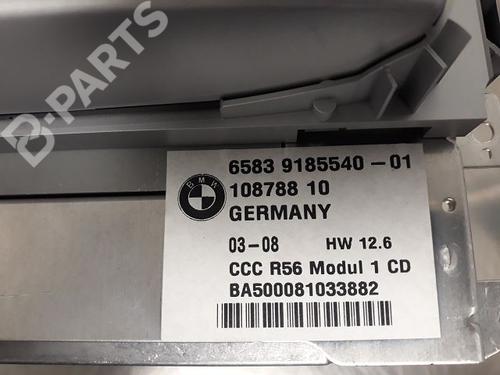 B-PARTS
BMW
6583 9185540-01
108788 10
GERMANY
03-08 HW 12.6
CCC R56 Modul 1 CD
BA500081033882